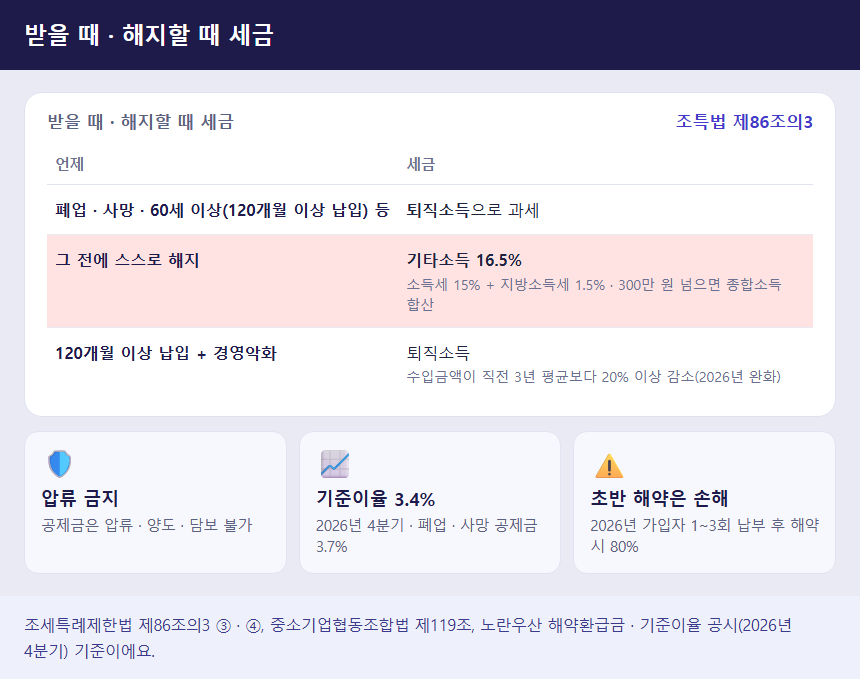 받을 때 · 해지할 때 세금
받을 때 · 해지할 때 세금
조특법 제86조의3
언제
세금
폐업 · 사망 · 60세 이상(120개월 이상 납입) 등
퇴직소득으로 과세
그 전에 스스로 해지
기타소득 16.5%
소득세 15% + 지방소득세 1.5% · 300만 원 넘으면 종합소득
합산
120개월 이상 납입 + 경영악화
퇴직소득
수입금액이 직전 3년 평균보다 20% 이상 감소(2026년 완화)
압류 금지
공제금은 압류 · 양도 · 담보 불가
기준이율 3.4%
2026년 4분기 · 폐업 · 사망 공제금
3.7%
초반 해약은 손해
2026년 가입자 1~3회 납부 후 해약
시 80%
조세특례제한법 제86조의3 ③ · ④, 중소기업협동조합법 제119조, 노란우산 해약환급금 · 기준이율 공시(2026년
4분기) 기준이에요.